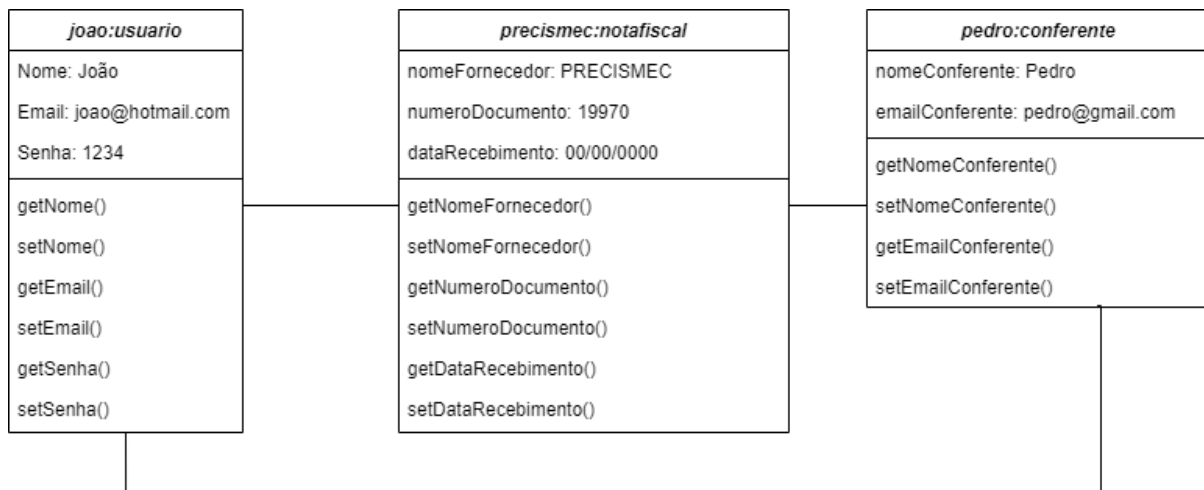 joao:usuario
Nome: João
Email: joao@hotmail.com
Senha: 1234
getNome()
setNome()
getEmail()
setEmail()
getSenha()
setSenha()
precismec:notafiscal
nomeFornecedor: PRECISMEC
numeroDocumento: 19970
dataRecebimento: 00/00/0000
getNomeFornecedor()
setNomeFornecedor()
getNumeroDocumento()
setNumeroDocumento()
getDataRecebimento()
setDataRecebimento()
pedro:conferente
nomeConferente: Pedro
emailConferente: pedro@gmail.com
getNomeConferente()
setNomeConferente()
getEmailConferente()
setEmailConferente()